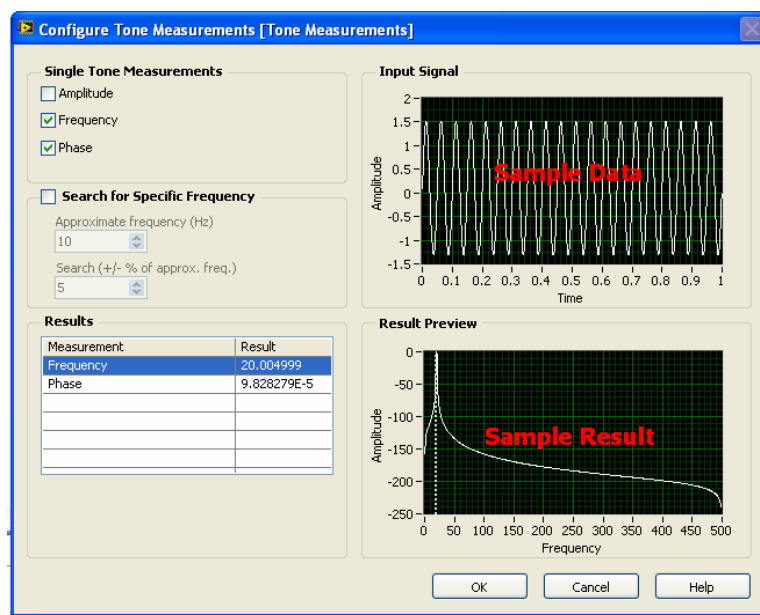 Configure Tone Measurements [Tone Measurements]
Single Tone Measurements
Amplitude
Frequency
Phase
Search for Specific Frequency
Approximate frequency (Hz)
10
Search (+/- % of approx. freq.)
5
Results
Measurement Result
Frequency 20.004999
Phase 9.828279E-5
Input Signal
2
1.5
1
0.5
0
-0.5
-1
-1.5
Amplitude
Sample Data
0 0.1 0.2 0.3 0.4 0.5 0.6 0.7 0.8 0.9 1
Time
Result Preview
0
-50
-100
-150
-200
-250
Amplitude
Sample Result
0 50 100 150 200 250 300 350 400 450 500
Frequency
OK Cancel Help